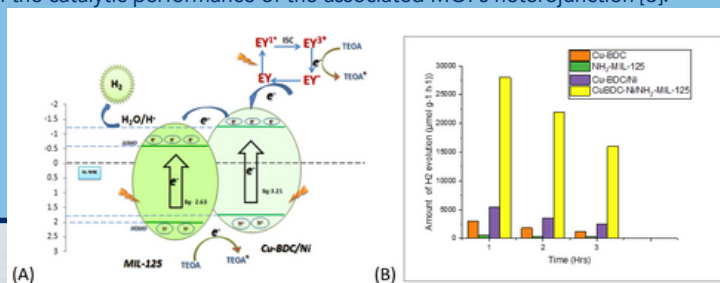 the catalytic performance of the associated MOFs heterojunction [8].
EY¹* ISC EY³* TEOA
e⁻
EY EY⁻ TEOA⁺
e⁻
H₂
H₂O/H⁺
e⁻
-2
-1.5
-1
-0.5
0
0.5
1
1.5
2
2.5
3
LUMO
Vs NHE
HOMO
e⁻ e⁻ e⁻
e⁻ e⁻ e⁻
e⁻
e⁻
Eg- 2.63
Eg-3.21
h⁺ h⁺
h⁺ h⁺
e⁻
MIL-125
TEOA TEOA⁺
Cu-BDC/Ni
(A)
Amount of H2 evolution (µmol g-1 h-1)
30000
25000
20000
15000
10000
5000
0
Cu-BDC
NH₂-MIL-125
Cu-BDC/Ni
CuBDC-Ni/NH₂-MIL-125
1 2 3
Time (Hrs)
(B)